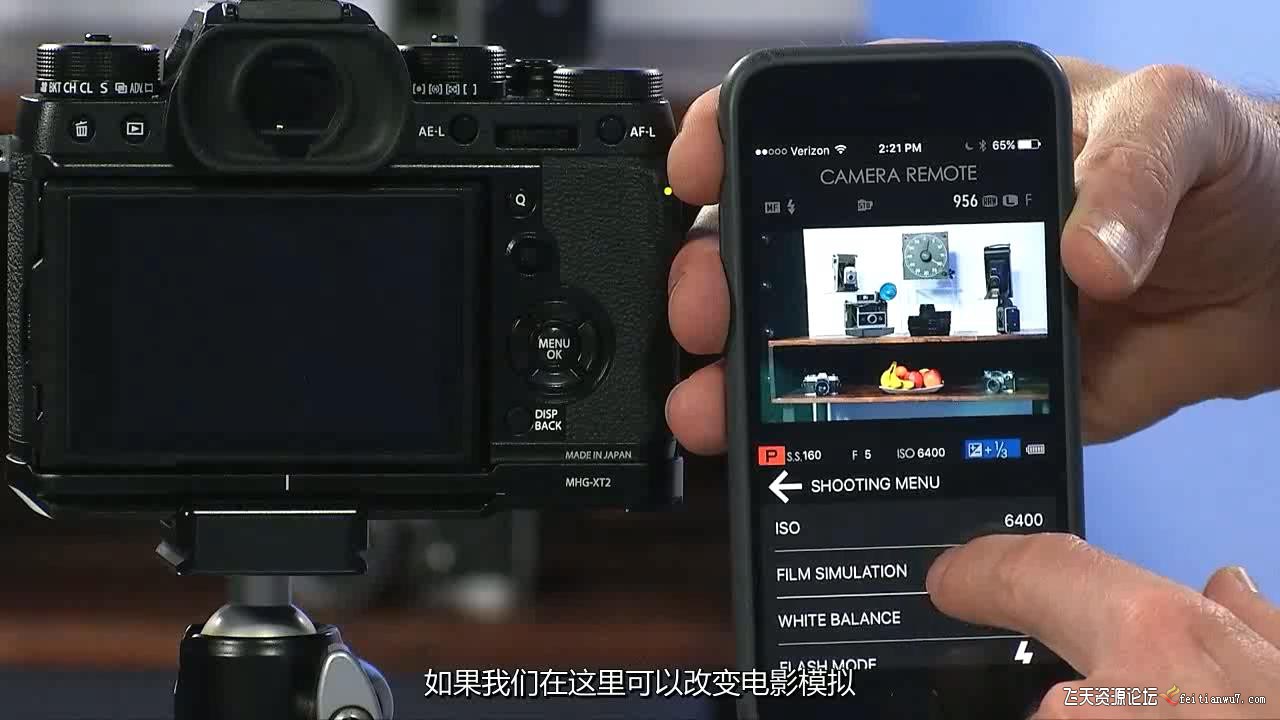 BKT CH CL S ADV.
AE-L
AF-L
Q
MENU
OK
DISP
BACK
MADE IN JAPAN
MHG-XT2
Verizon 2:21 PM 65%
CAMERA REMOTE
MF 956 RAW L F
P S.S.160 F 5 ISO 6400 +1/3
SHOOTING MENU
ISO 6400
FILM SIMULATION
WHITE BALANCE
FLASH MODE
如果我们在这里可以改变电影模拟
飞天资源论坛 feitianwu7.com